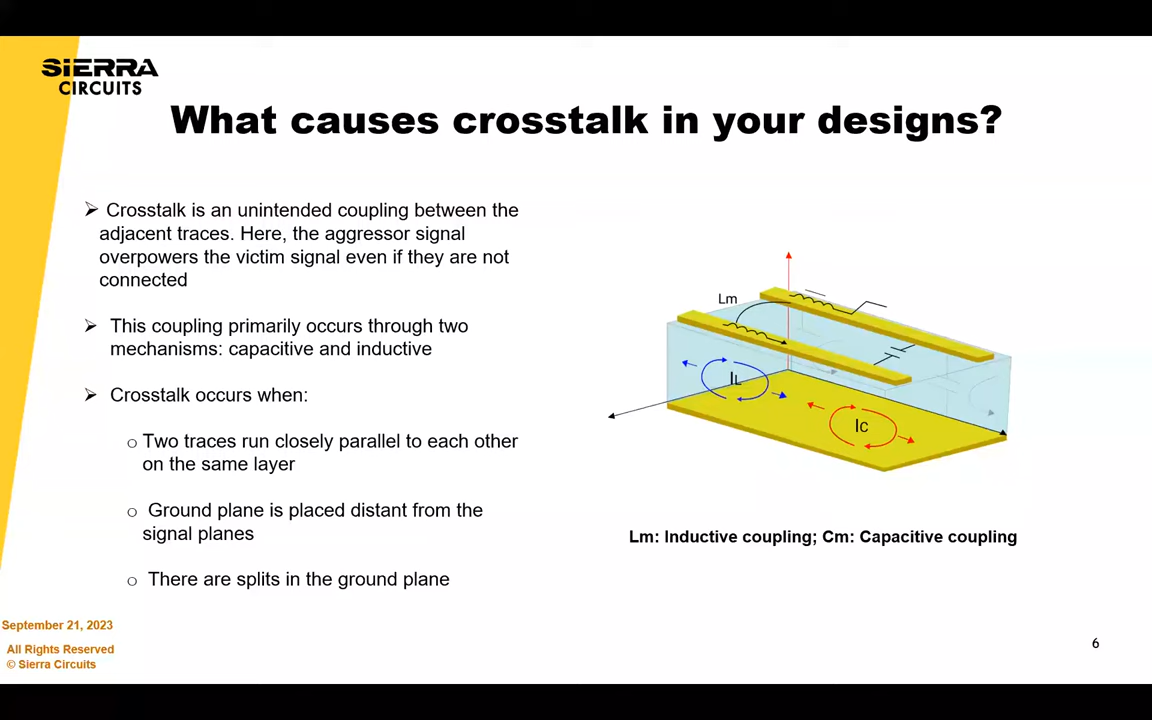 SIERRA
CIRCUITS
What causes crosstalk in your designs?
➢ Crosstalk is an unintended coupling between the
adjacent traces. Here, the aggressor signal
overpowers the victim signal even if they are not
connected
➢ This coupling primarily occurs through two
mechanisms: capacitive and inductive
➢ Crosstalk occurs when:
o Two traces run closely parallel to each other
on the same layer
o Ground plane is placed distant from the
signal planes
o There are splits in the ground plane
Lm
IL
IC
Lm: Inductive coupling; Cm: Capacitive coupling
September 21, 2023
All Rights Reserved
© Sierra Circuits
6